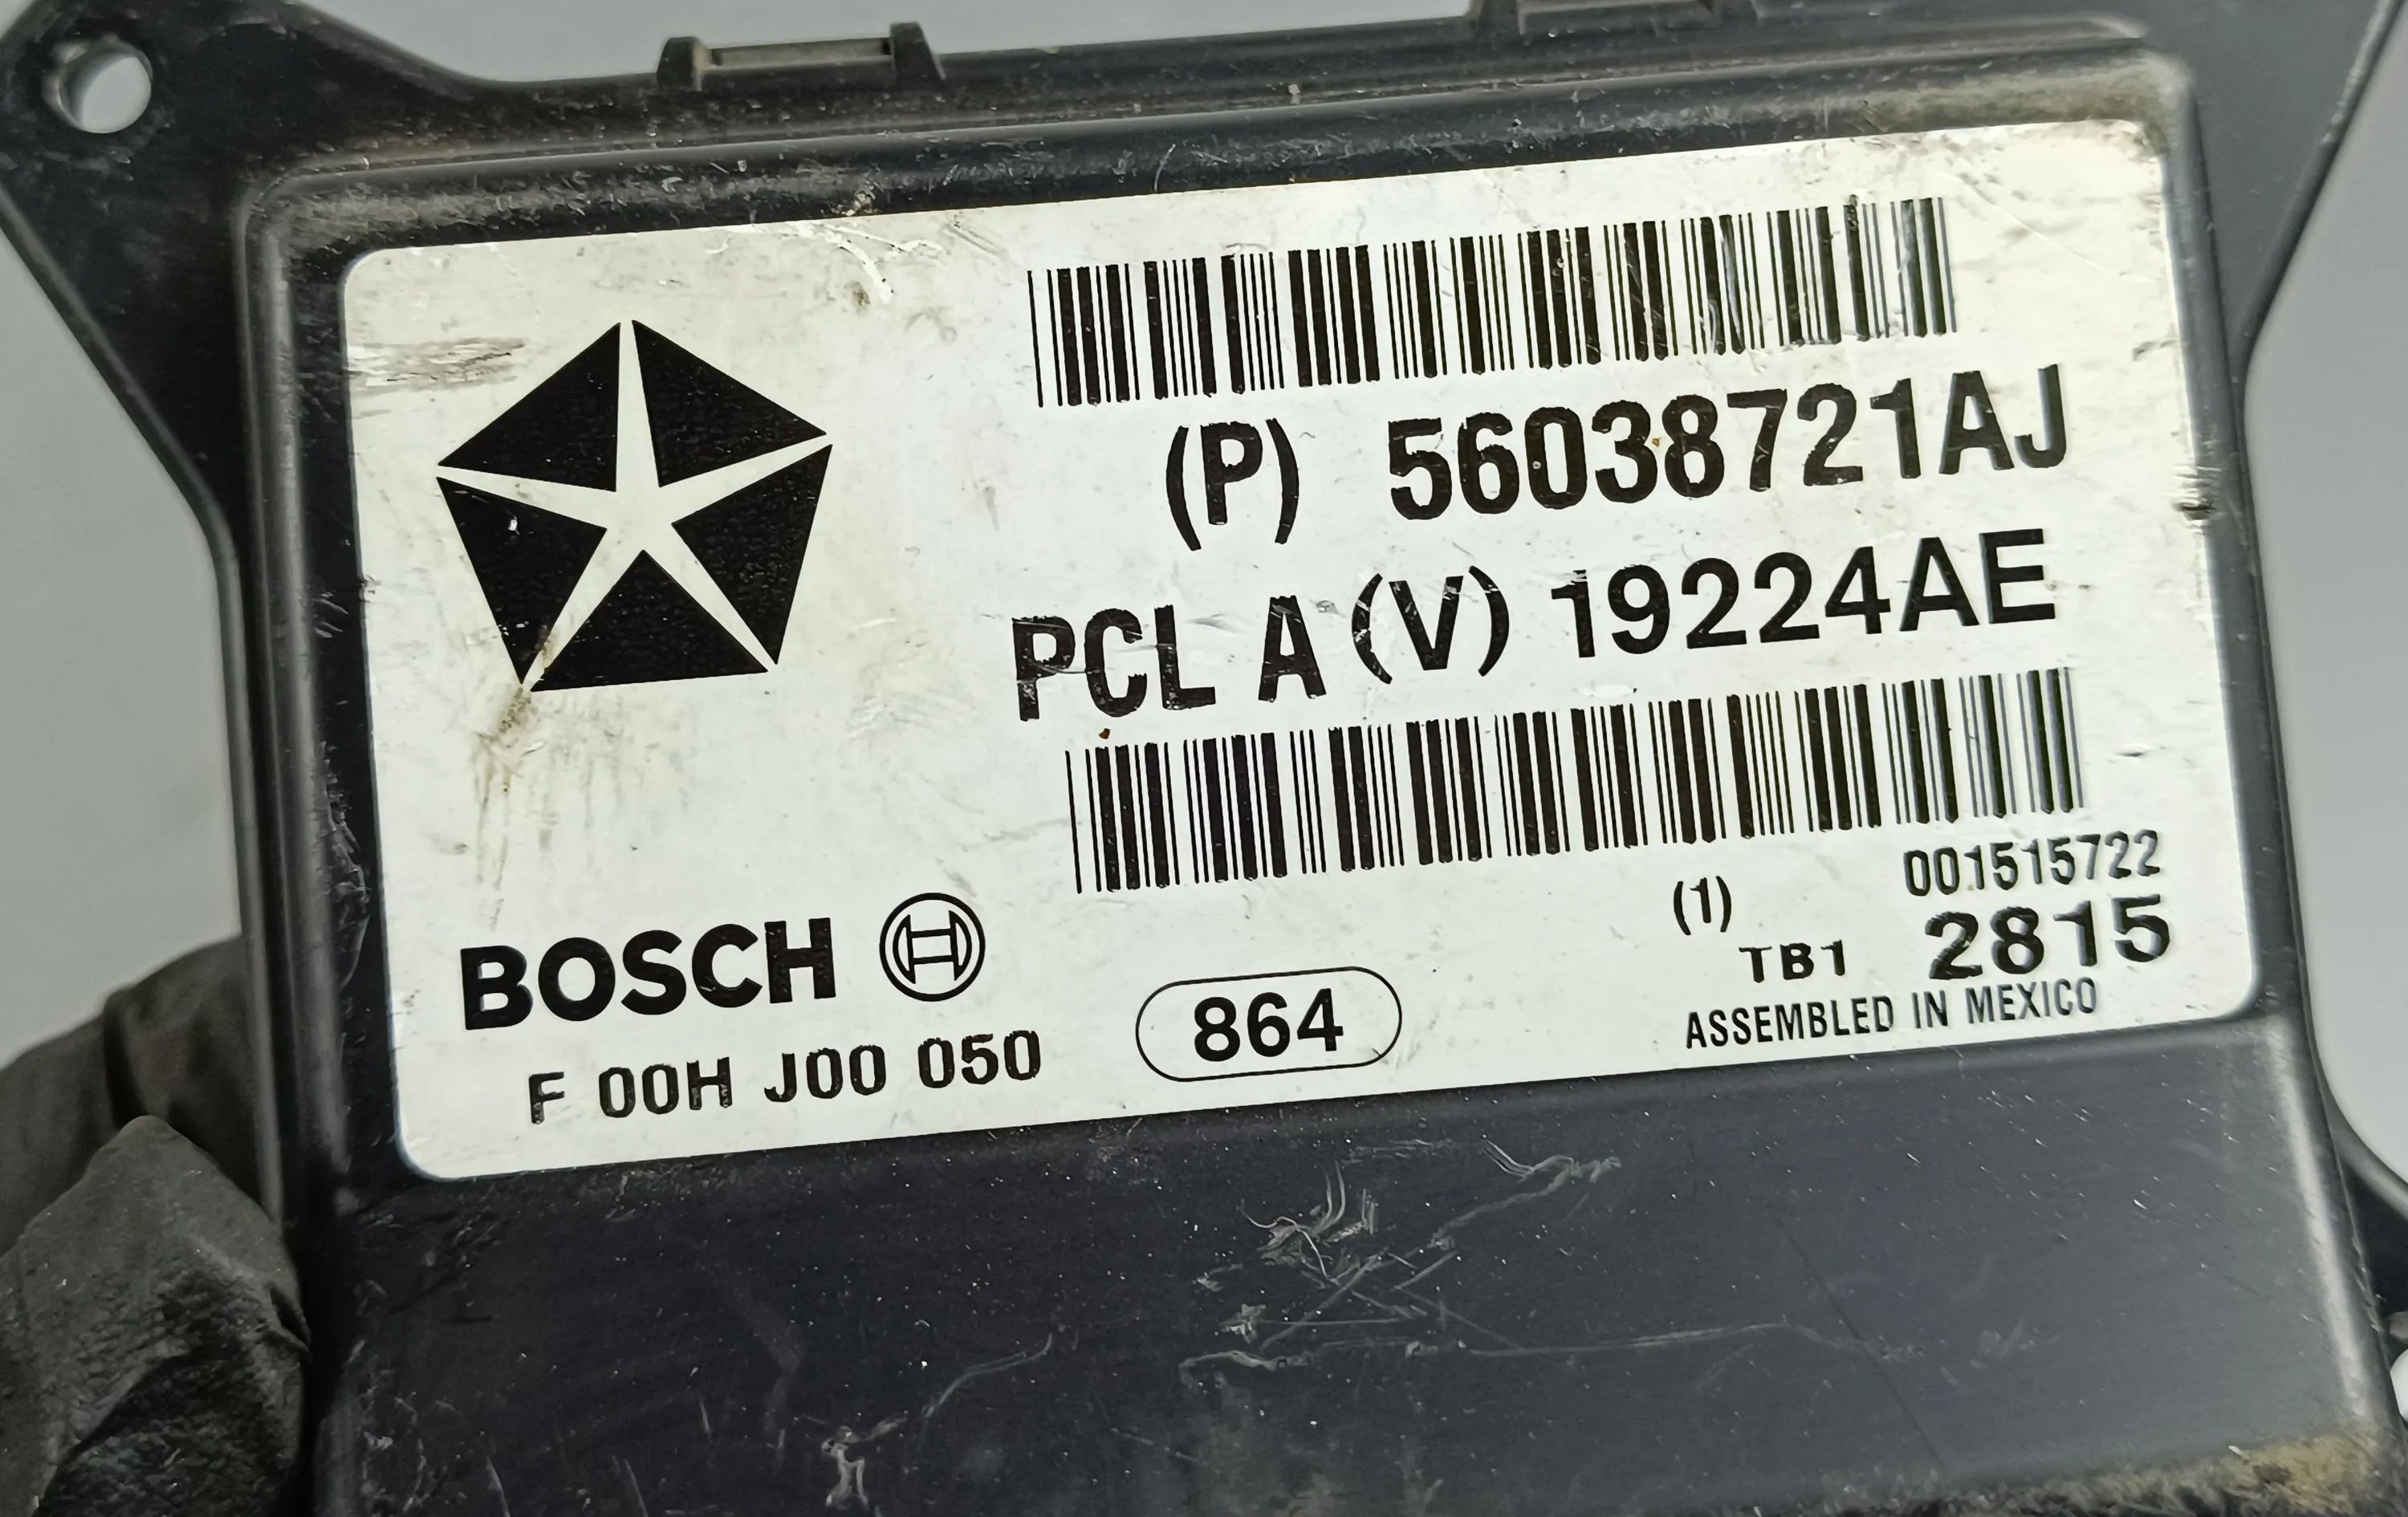 (P) 56038721AJ
PCL A (V) 19224AE
001515722
(1)
TB1 2815
ASSEMBLED IN MEXICO
BOSCH
F 00H J00 050
864